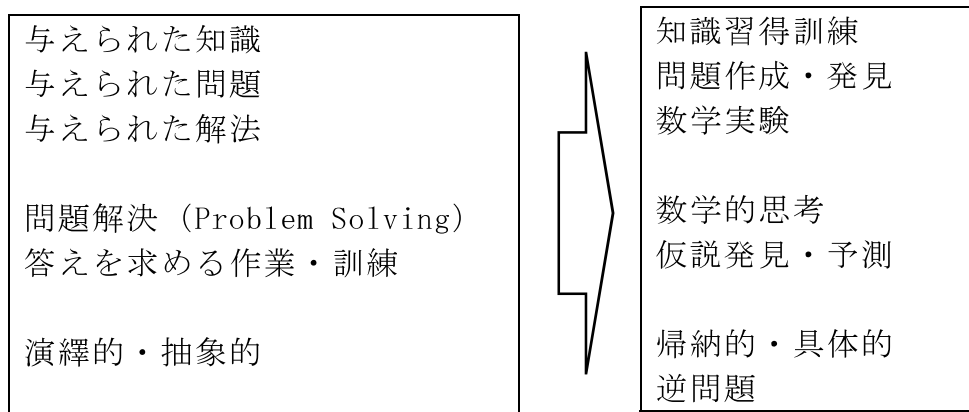 与えられた知識
与えられた問題
与えられた解法
問題解決 (Problem Solving)
答えを求める作業・訓練
演繹的・抽象的
知識習得訓練
問題作成・発見
数学実験
数学的思考
仮説発見・予測
帰納的・具体的
逆問題